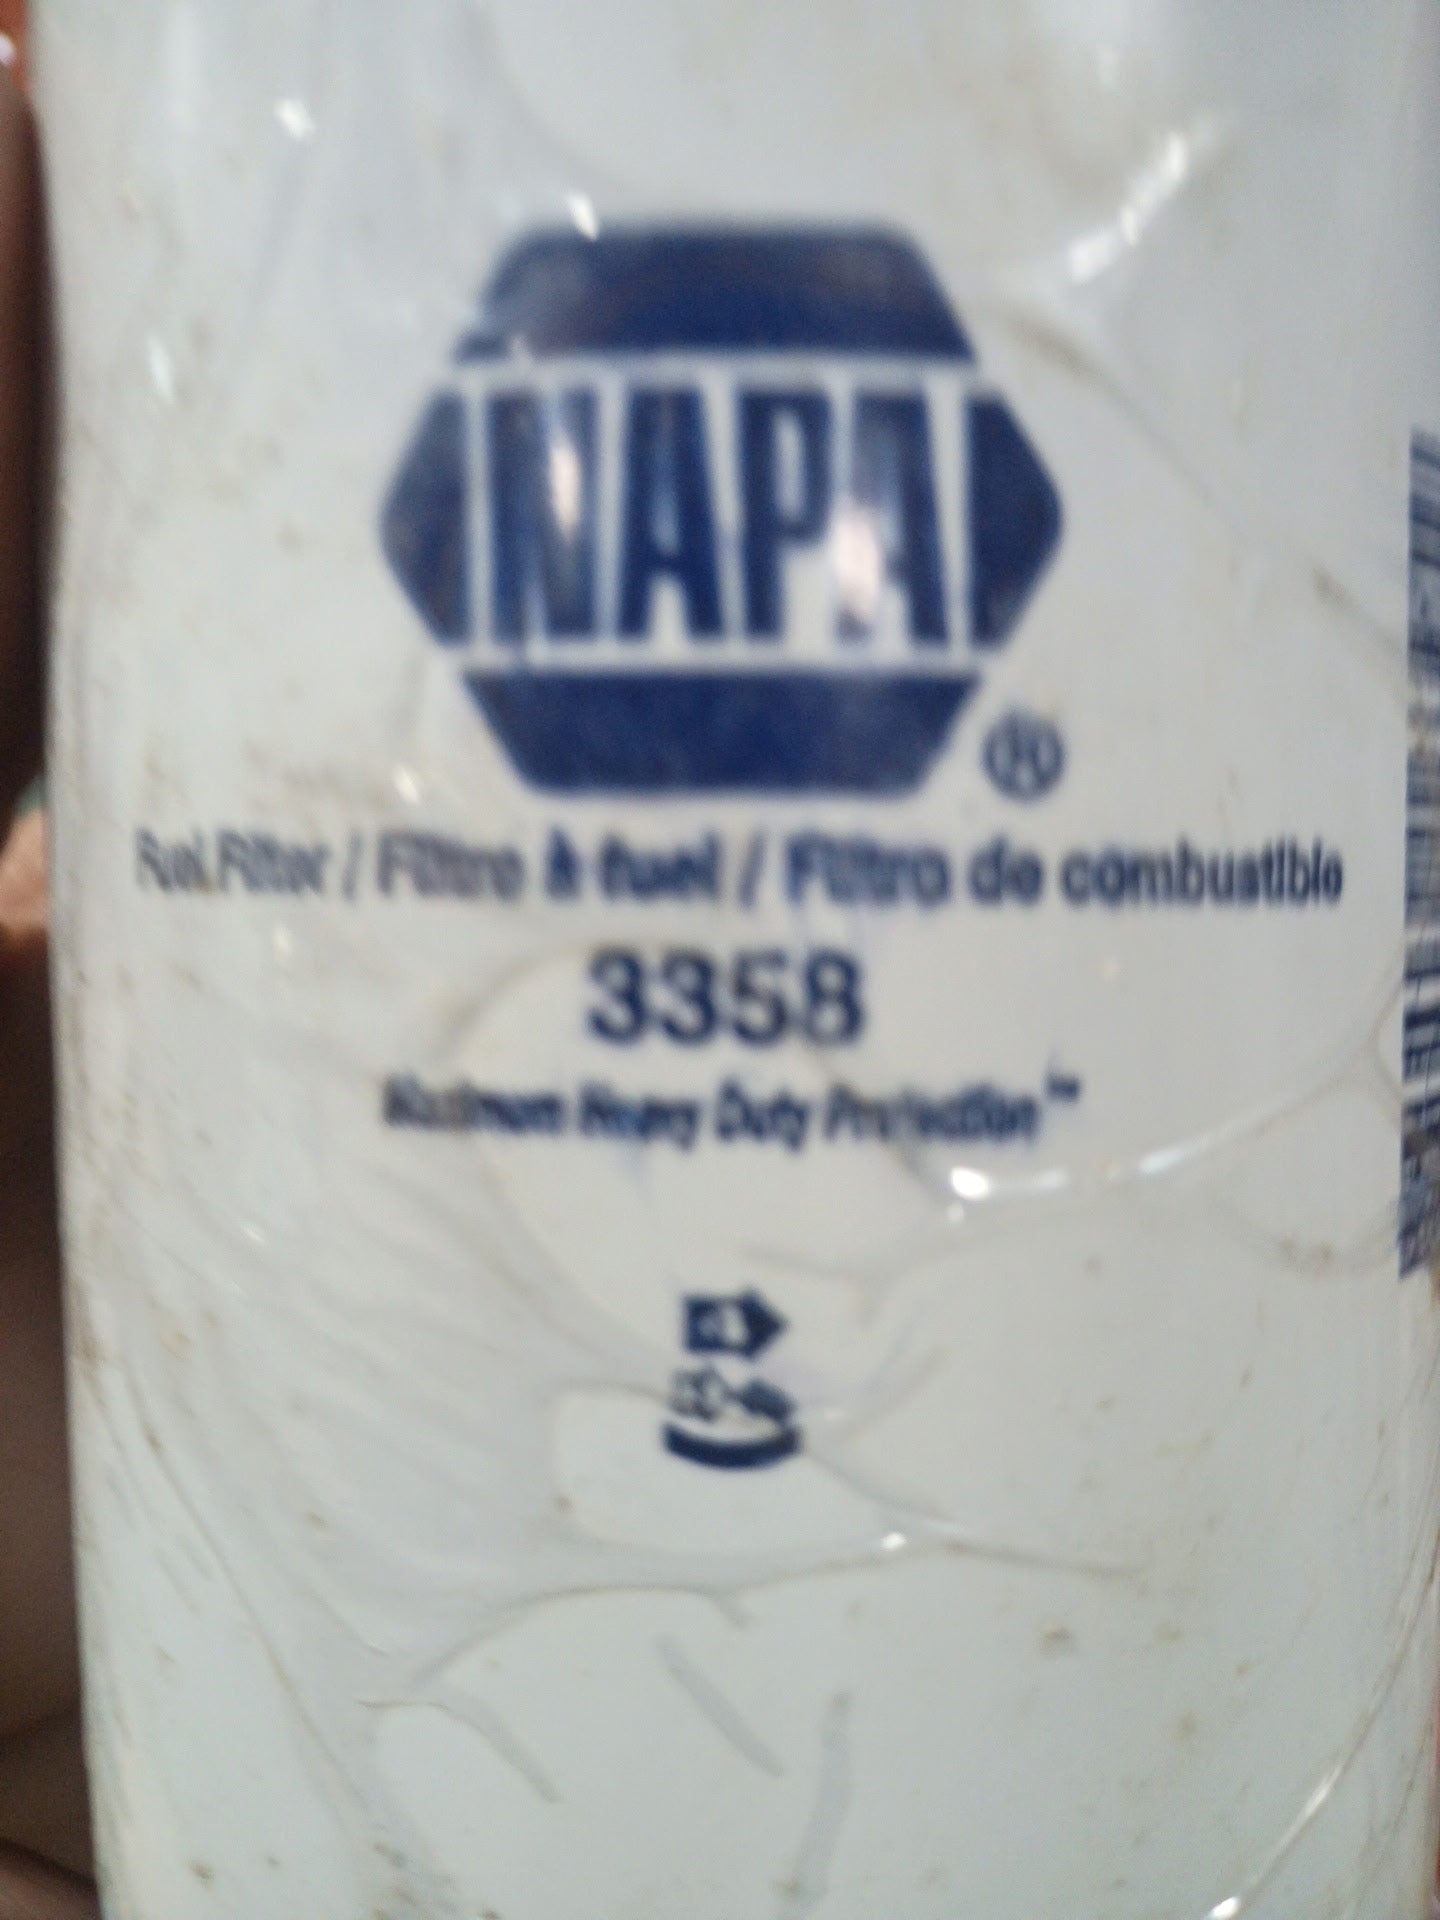 NAPA
®
Fuel Filter / Filtre à fuel / Filtro de combustible
3358
Maximum Heavy Duty Protection™